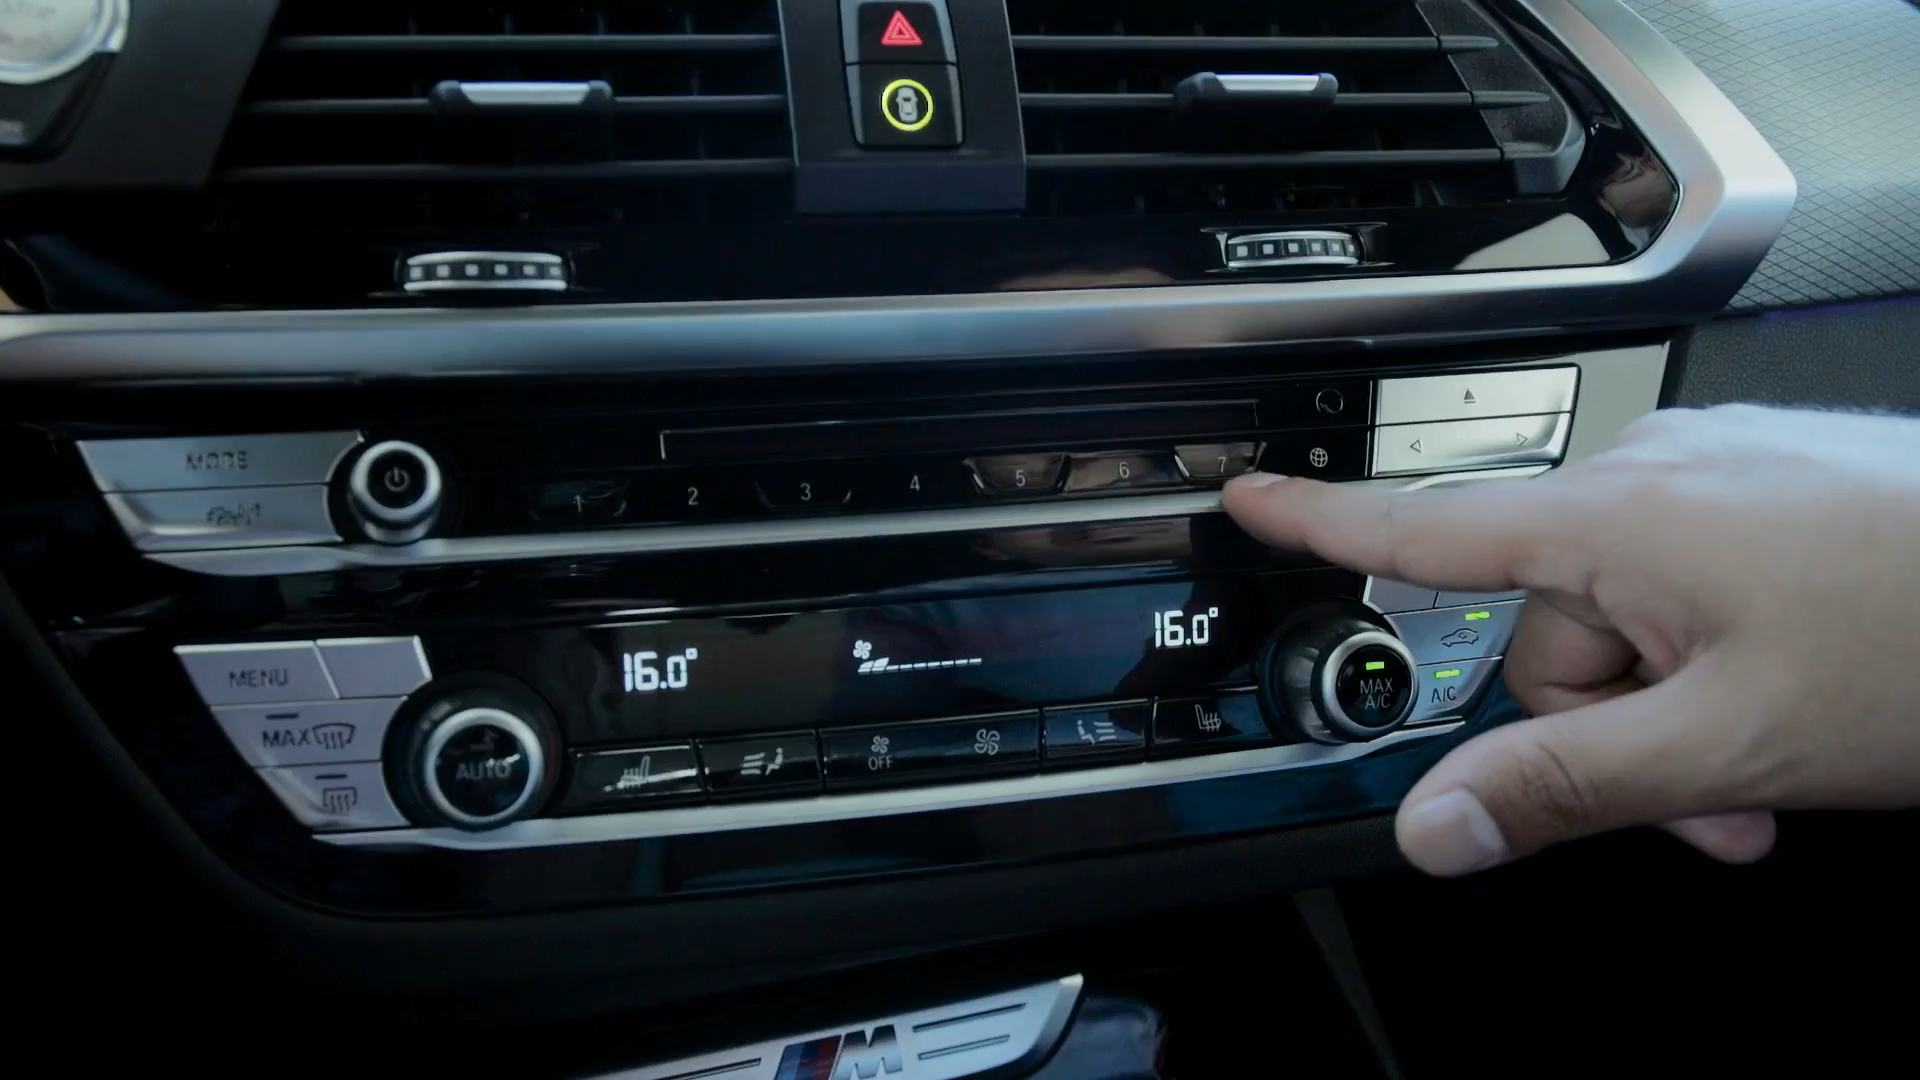 MODE
1 2 3 4 5 6 7
16.0° 16.0°
MENU
MAX
AUTO
OFF
MAX
A/C
A/C
M